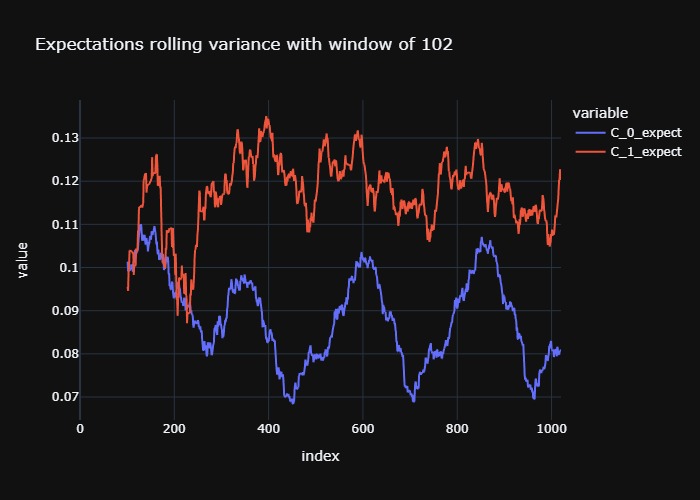 Expectations rolling variance with window of 102
variable
C_0_expect
C_1_expect
value
0.13
0.12
0.11
0.1
0.09
0.08
0.07
0 200 400 600 800 1000
index